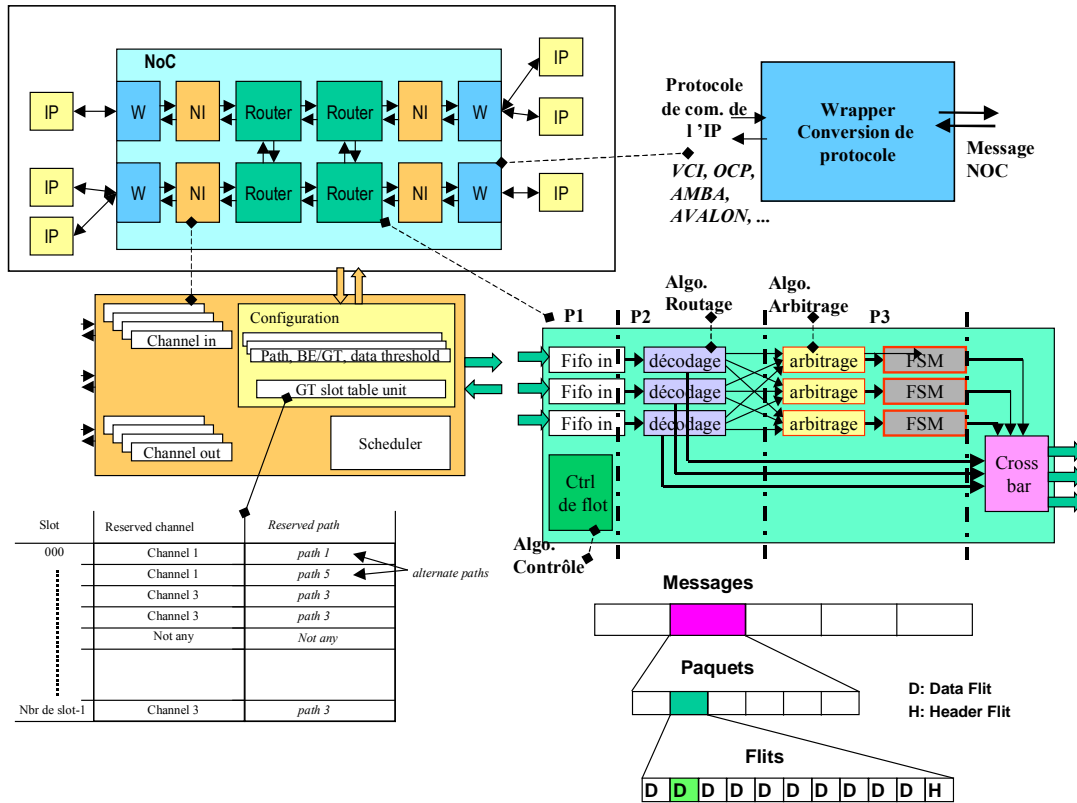 NoC
IP
IP
IP
W
NI
Router
Router
NI
W
IP
IP
W
NI
Router
Router
NI
W
IP
IP
Protocole
de com. de
l ’IP
VCI, OCP,
AMBA,
AVALON, ...
Wrapper
Conversion de
protocole
Message
NOC
Channel in
Configuration
Path, BE/GT, data threshold
GT slot table unit
Channel out
Scheduler
Algo.
Routage
Algo.
Arbitrage
P1
P2
P3
Fifo in
décodage
arbitrage
FSM
Fifo in
décodage
arbitrage
FSM
Fifo in
décodage
arbitrage
FSM
Ctrl
de flot
Cross
bar
Algo.
Contrôle
Slot
Reserved channel
Reserved path
000
Channel 1
path 1
Channel 1
path 5
alternate paths
Channel 3
path 3
Channel 3
path 3
Not any
Not any
Nbr de slot-1
Channel 3
path 3
Messages
Paquets
D: Data Flit
H: Header Flit
Flits
D D D D D D D D D D H